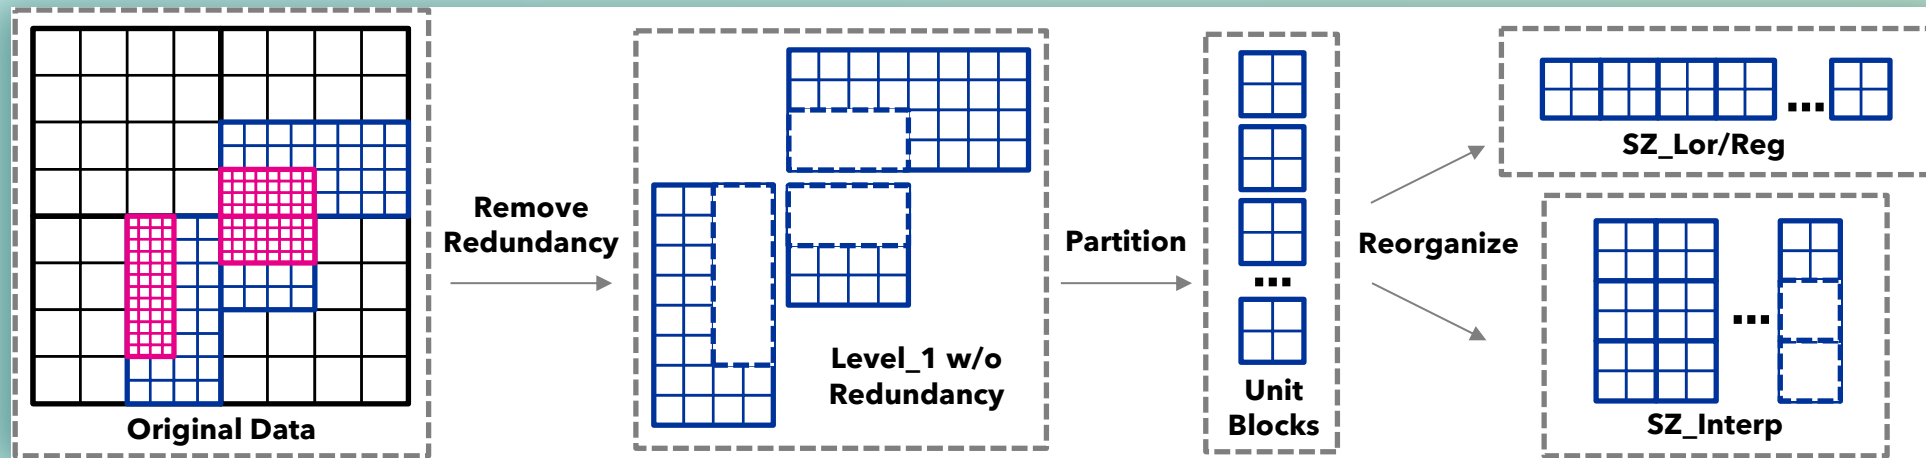 Original Data
Remove
Redundancy
Level_1 w/o
Redundancy
Partition
...
Unit
Blocks
Reorganize
...
SZ_Lor/Reg
...
SZ_Interp